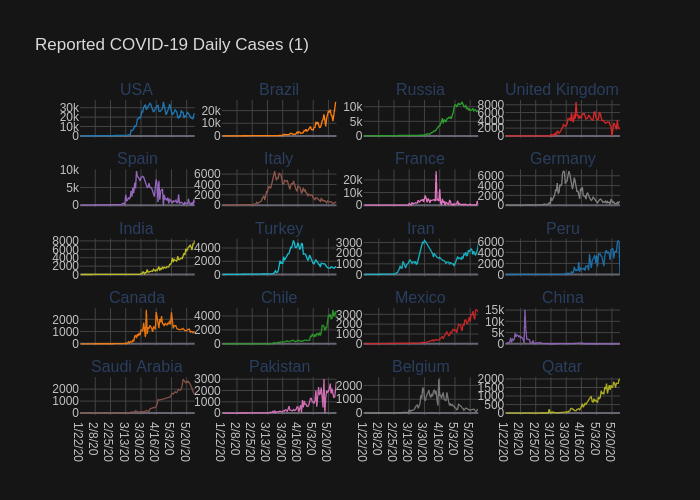 Reported COVID-19 Daily Cases (1)
USA
Brazil
Russia
United Kingdom
30k
20k
10k
0
20k
10k
0
10k
5k
0
8000
6000
4000
2000
0
Spain
Italy
France
Germany
10k
5k
0
6000
4000
2000
0
20k
10k
0
6000
4000
2000
0
India
Turkey
Iran
Peru
8000
6000
4000
2000
0
4000
2000
0
3000
2000
1000
0
6000
4000
2000
0
Canada
Chile
Mexico
China
2000
1000
0
4000
2000
0
3000
2000
1000
0
15k
10k
5k
0
Saudi Arabia
Pakistan
Belgium
Qatar
2000
1000
0
3000
2000
1000
0
2000
1000
0
2000
1500
1000
500
0
1/22/20
2/8/20
2/25/20
3/13/20
3/30/20
4/16/20
5/3/20
5/20/20
1/22/20
2/8/20
2/25/20
3/13/20
3/30/20
4/16/20
5/3/20
5/20/20
1/22/20
2/8/20
2/25/20
3/13/20
3/30/20
4/16/20
5/3/20
5/20/20
1/22/20
2/8/20
2/25/20
3/13/20
3/30/20
4/16/20
5/3/20
5/20/20